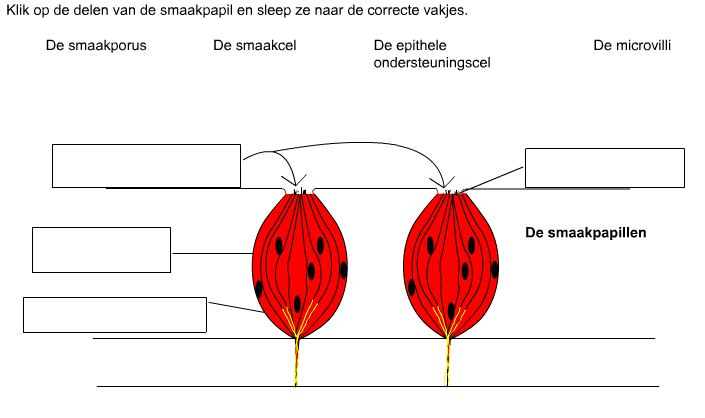 Klik op de delen van de smaakpapil en sleep ze naar de correcte vakjes.
De smaakporus
De smaakcel
De epithele
ondersteuningscel
De microvilli
De smaakpapillen